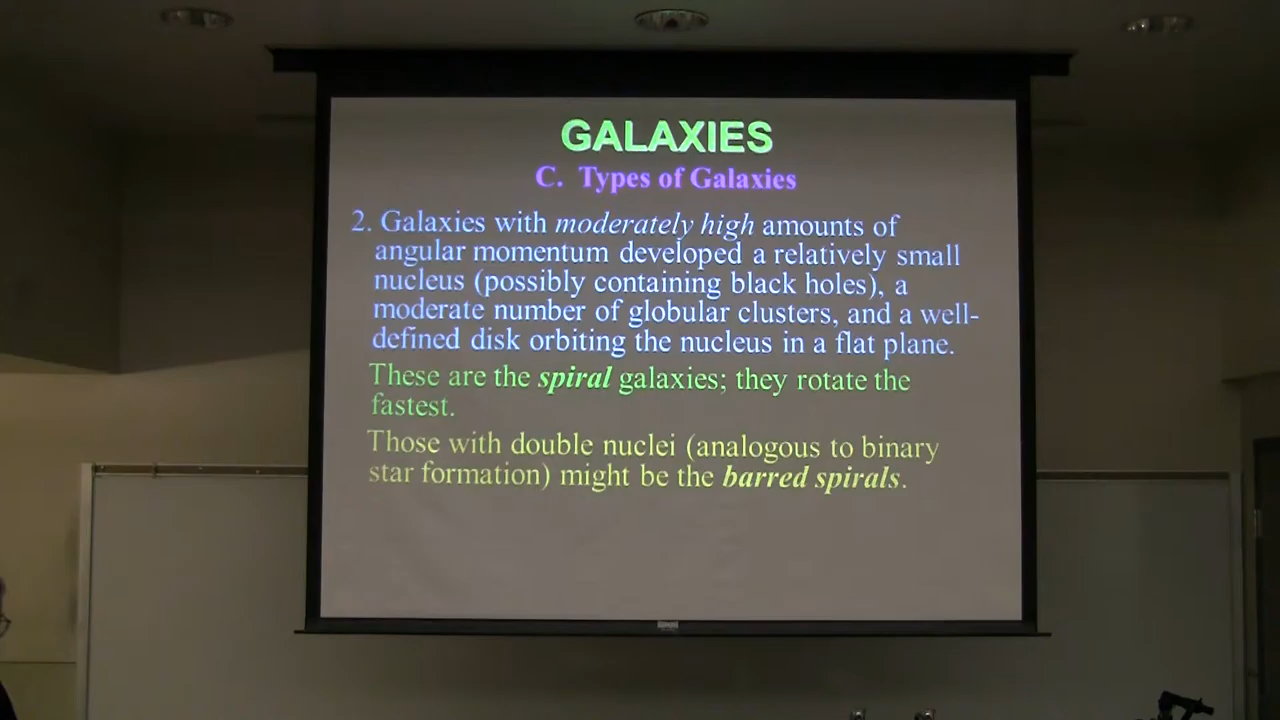 GALAXIES
C. Types of Galaxies
2. Galaxies with moderately high amounts of
angular momentum developed a relatively small
nucleus (possibly containing black holes), a
moderate number of globular clusters, and a well-
defined disk orbiting the nucleus in a flat plane.
These are the spiral galaxies; they rotate the
fastest.
Those with double nuclei (analogous to binary
star formation) might be the barred spirals.